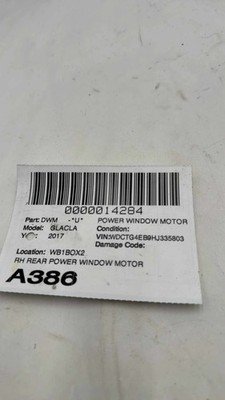 0000014284
Part: DWM -"U"- POWER WINDOW MOTOR
Model: GLACLA Condition:
2017 VIN:WDCTG4EB9HJ335803
Damage Code:
Location: WB1BOX2
RH REAR POWER WINDOW MOTOR
A386